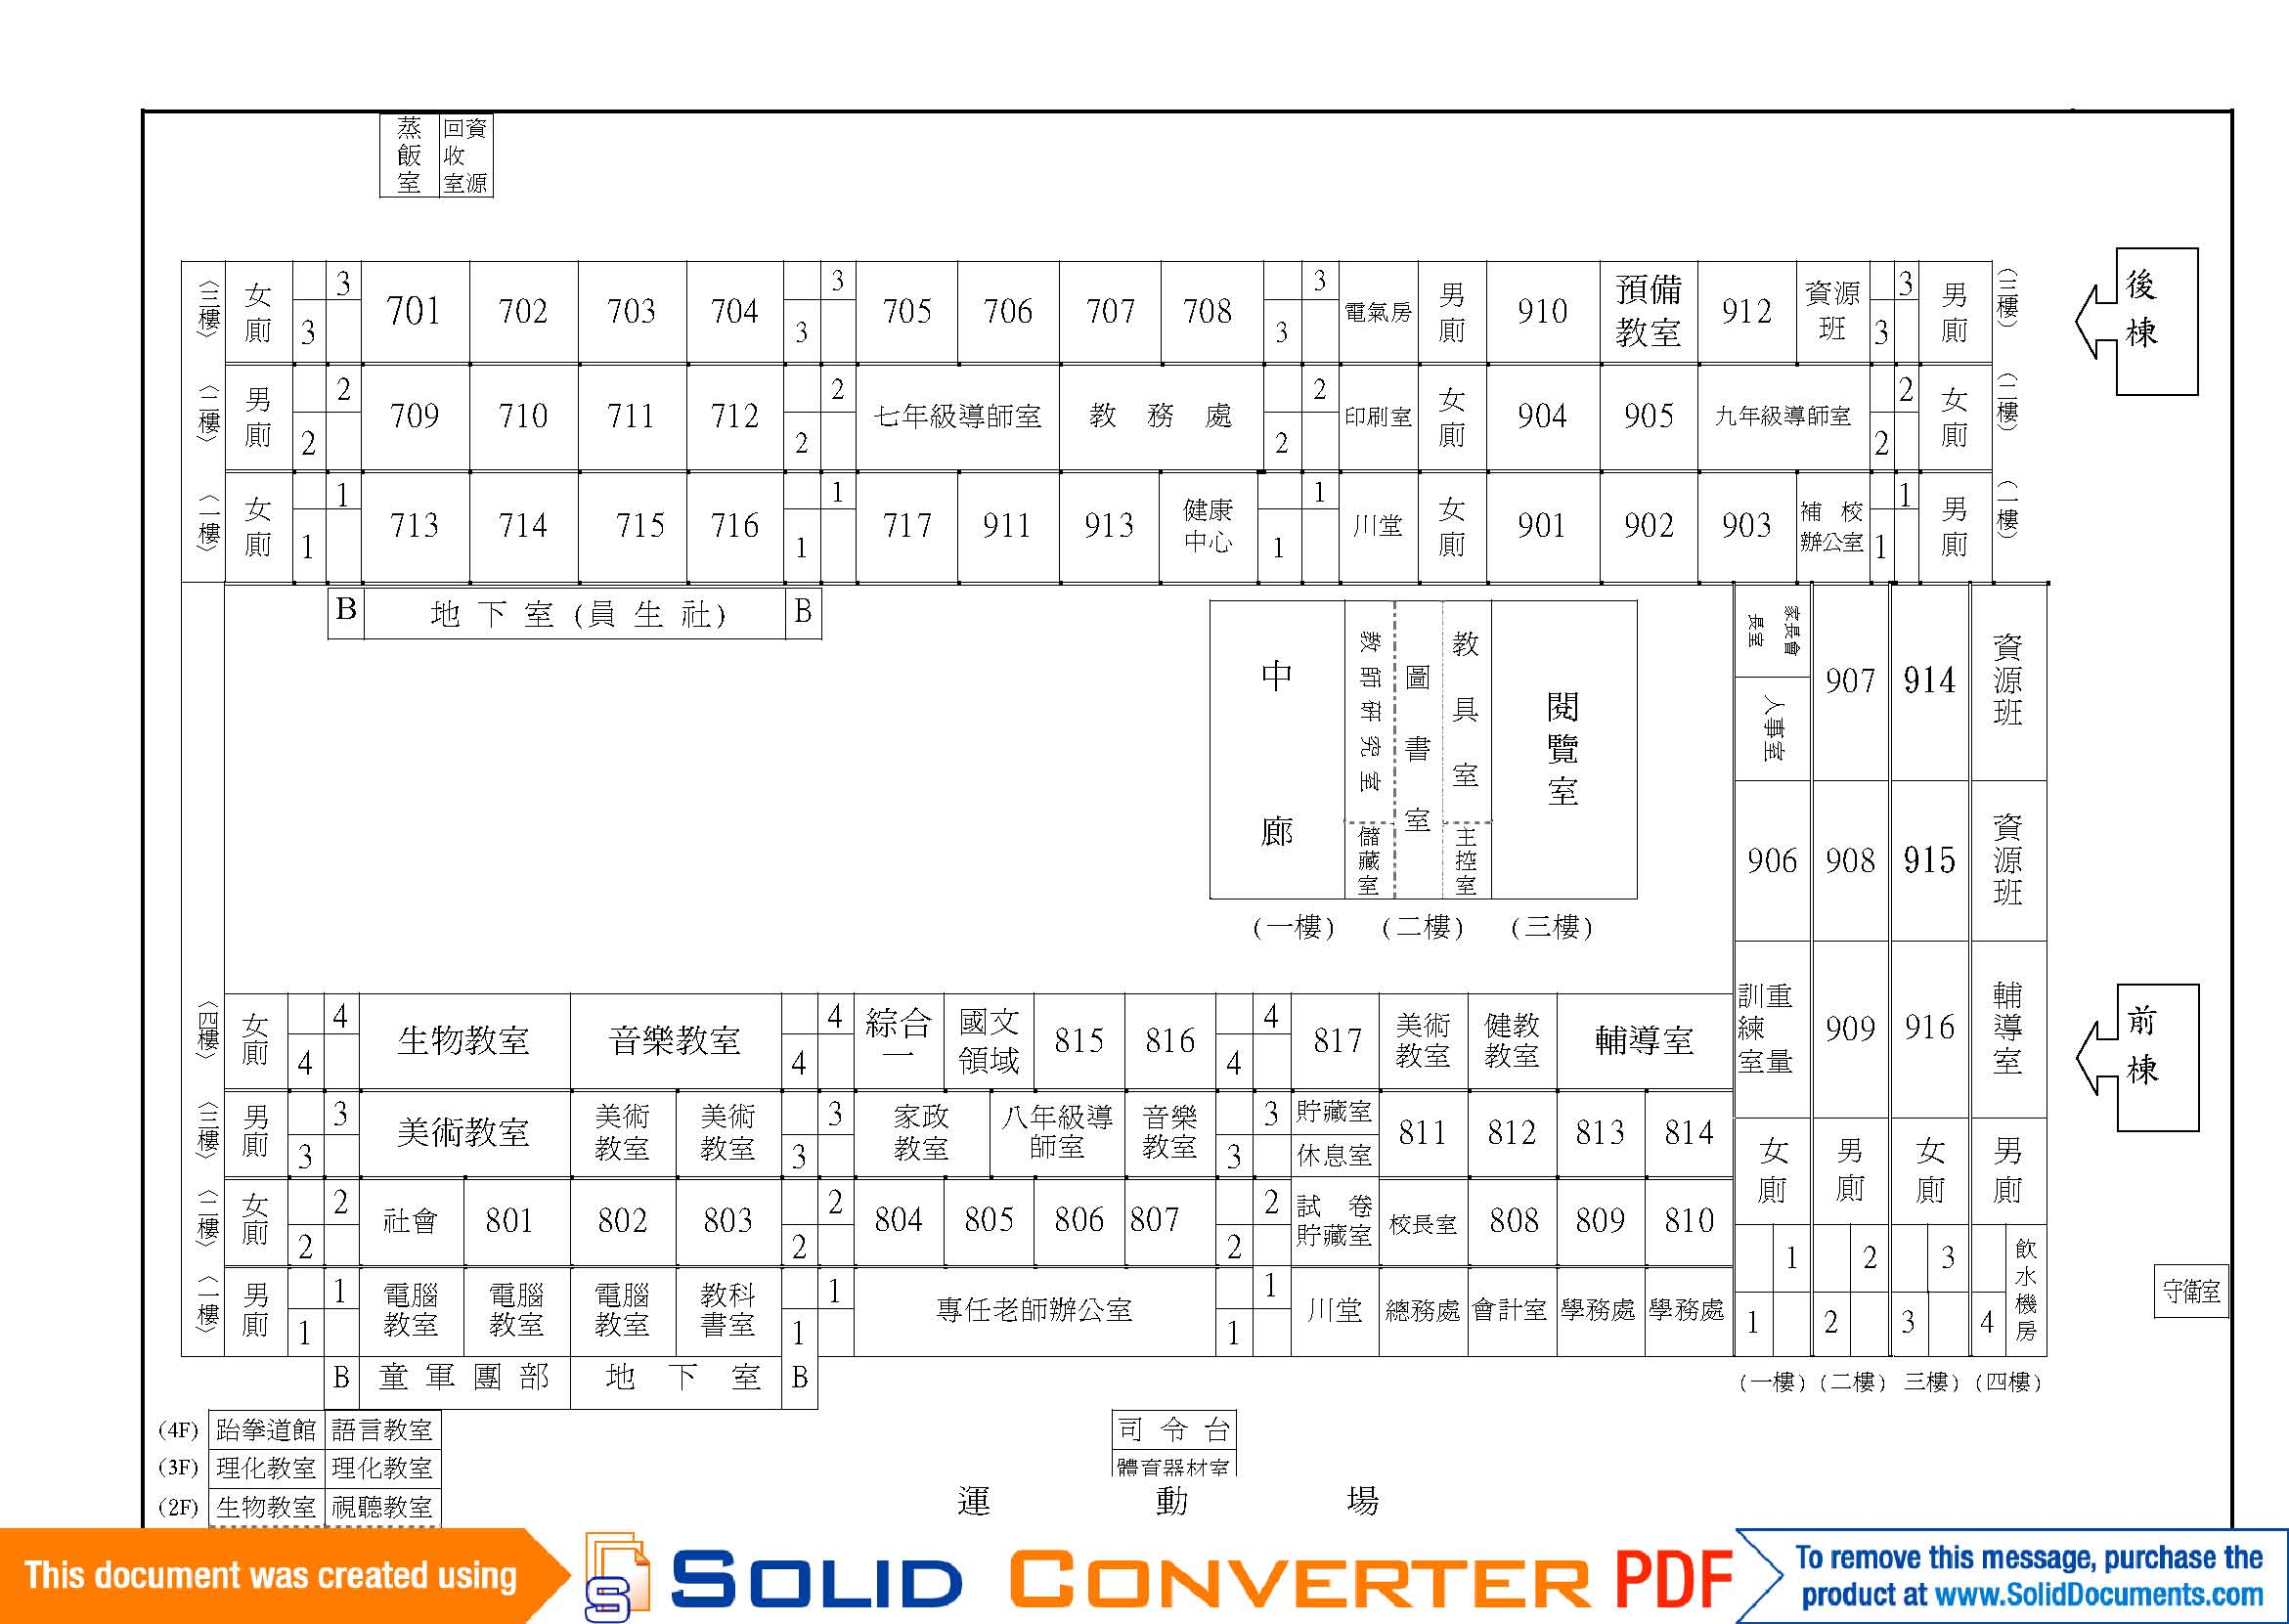 蒸飯室 回收室 資源
後棟
(三樓) 女廁 3 3 701 702 703 704 3 3 705 706 707 708 3 3 電氣房 男廁 910 預備教室 912 資源班 3 3 男廁 (三樓)
(二樓) 男廁 2 2 709 710 711 712 2 2 七年級導師室 教務處 2 2 印刷室 女廁 904 905 九年級導師室 2 2 女廁 (二樓)
(一樓) 女廁 1 1 713 714 715 716 1 1 717 911 913 健康中心 1 1 川堂 女廁 901 902 903 補校辦公室 1 1 男廁 (一樓)
B 地下室(員生社) B
中廊 教師研究室 儲藏室 圖書室 教具室 主控室 閱覽室
(一樓) (二樓) (三樓)
家長會長室 人事室 907 914 資源班
906 908 915 資源班
重量訓練室 909 916 輔導室
女廁 男廁 女廁 男廁
1 2 3 飲水機房
1 2 3 4
(一樓) (二樓) 三樓) (四樓)
前棟
守衛室
(四樓) 女廁 4 4 生物教室 音樂教室 4 4 綜合一 國文領域 815 816 4 4 817 美術教室 健教教室 輔導室
(三樓) 男廁 3 3 美術教室 美術教室 美術教室 3 3 家政教室 八年級導師室 音樂教室 3 3 貯藏室 休息室 811 812 813 814
(二樓) 女廁 2 2 社會 801 802 803 2 2 804 805 806 807 2 2 試卷貯藏室 校長室 808 809 810
(一樓) 男廁 1 1 電腦教室 電腦教室 電腦教室 教科書室 1 1 專任老師辦公室 1 1 川堂 總務處 會計室 學務處 學務處
B 童軍團部 地下室 B
(4F) 跆拳道館 語言教室
(3F) 理化教室 理化教室
(2F) 生物教室 視聽教室
司令台
體育器材室
運動場
This document was created using
SOLID CONVERTER PDF
To remove this message, purchase the
product at www.SolidDocuments.com